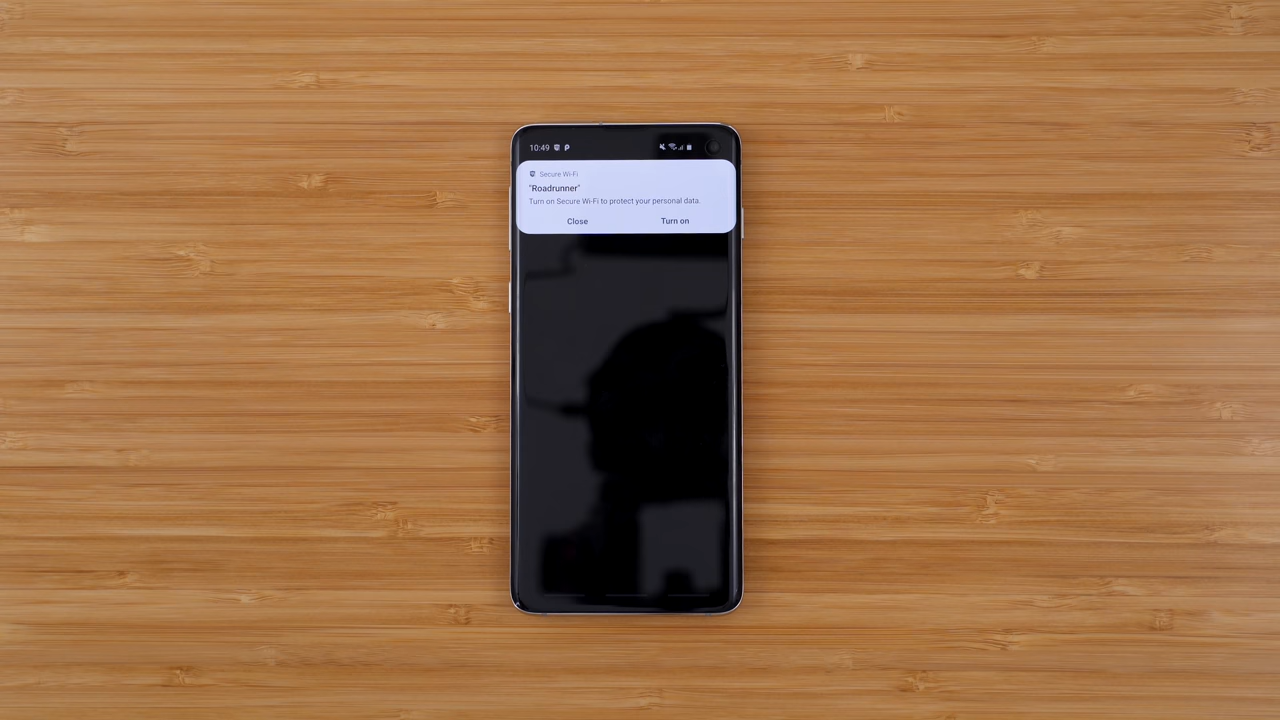 10:49
Secure Wi-Fi
"Roadrunner"
Turn on Secure Wi-Fi to protect your personal data.
Close Turn on